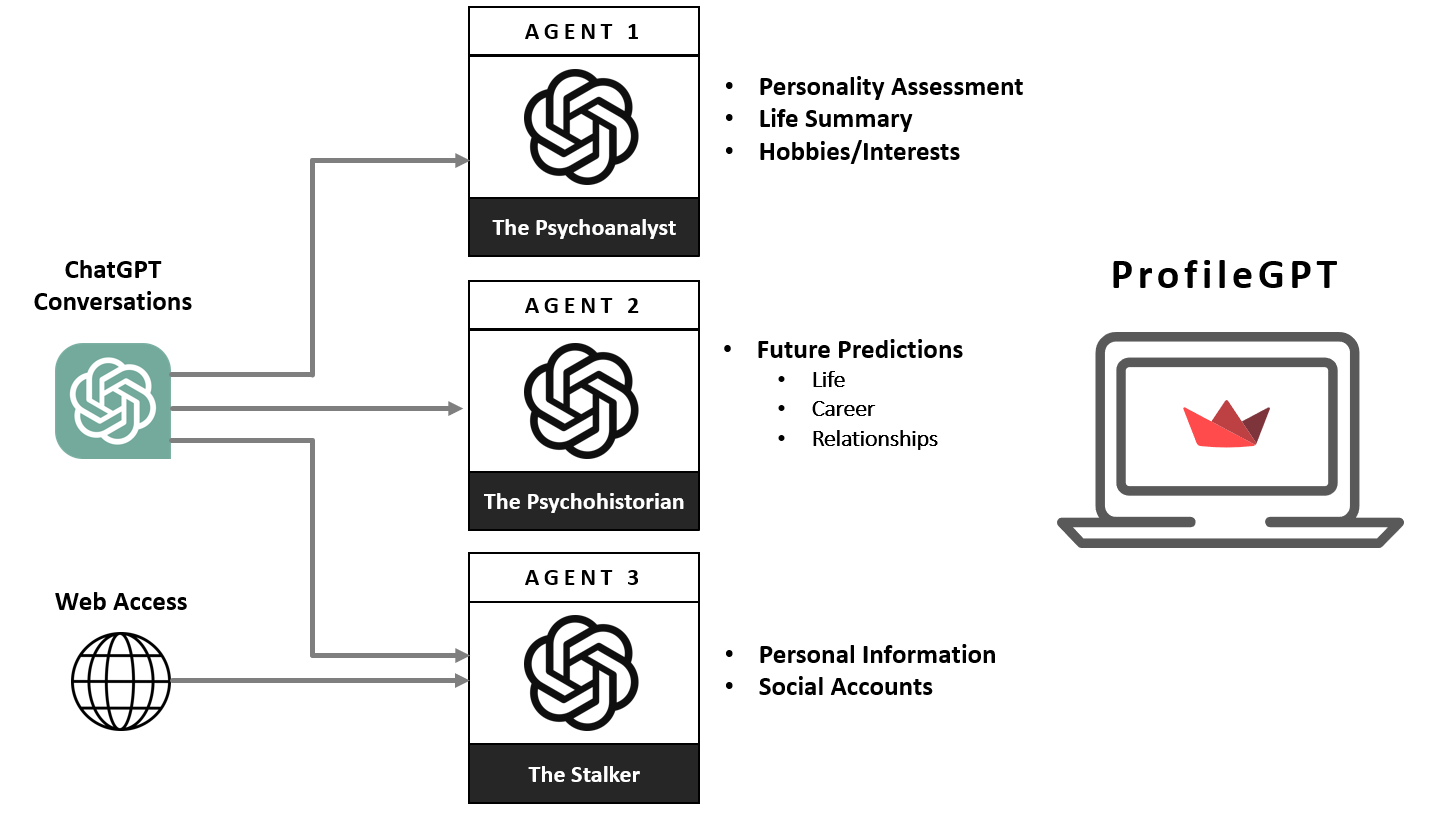 ChatGPT
Conversations
Web Access
AGENT 1
The Psychoanalyst
• Personality Assessment
• Life Summary
• Hobbies/Interests
AGENT 2
The Psychohistorian
• Future Predictions
• Life
• Career
• Relationships
AGENT 3
The Stalker
• Personal Information
• Social Accounts
ProfileGPT